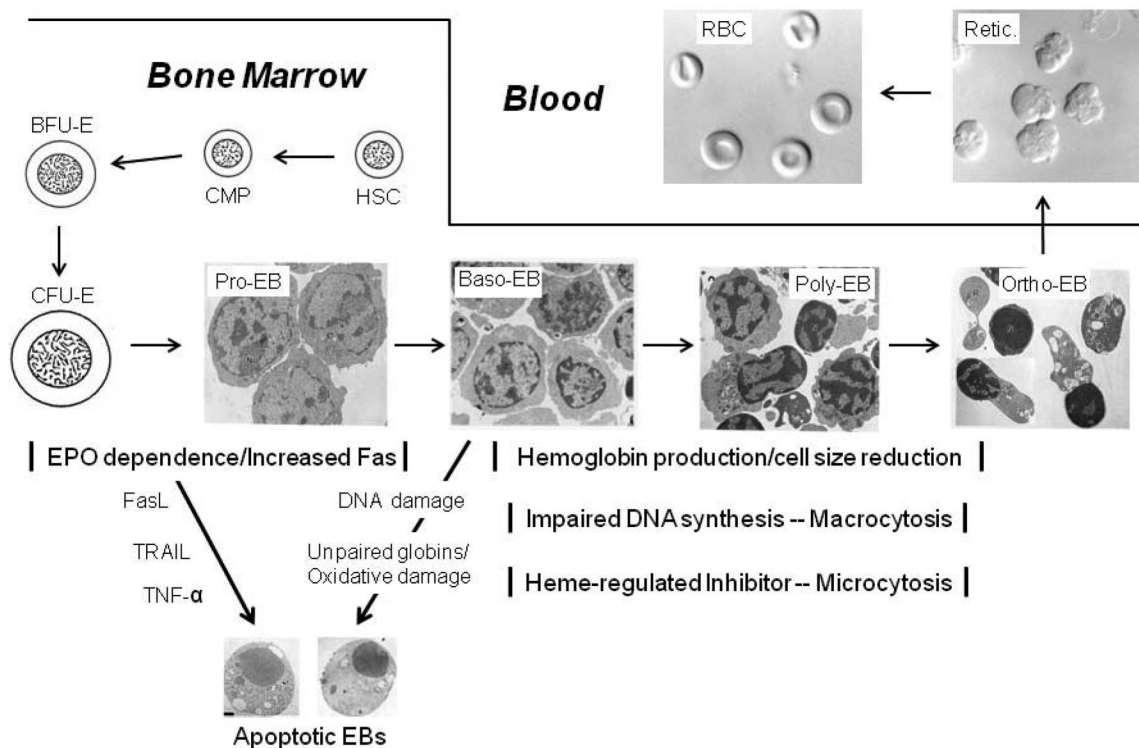 RBC
Retic.
Bone Marrow
Blood
BFU-E
CMP
HSC
CFU-E
Pro-EB
Baso-EB
Poly-EB
Ortho-EB
EPO dependence/Increased Fas
Hemoglobin production/cell size reduction
FasL
DNA damage
Impaired DNA synthesis -- Macrocytosis
TRAIL
Unpaired globins/
Oxidative damage
Heme-regulated Inhibitor -- Microcytosis
TNF-α
Apoptotic EBs